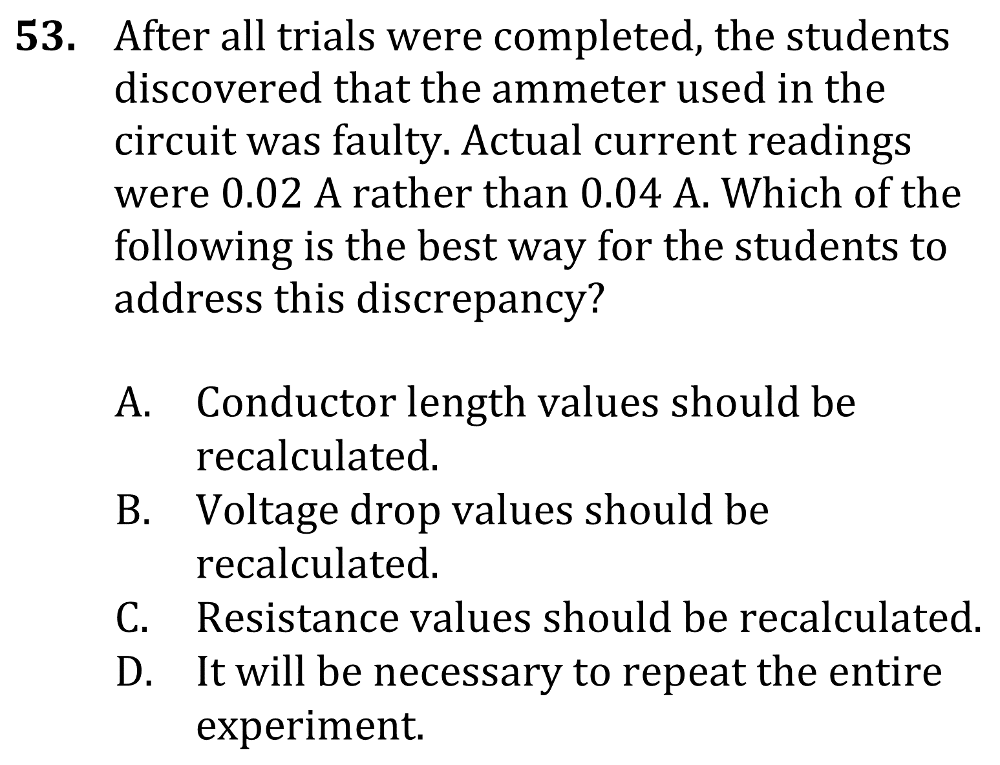 53. After all trials were completed, the students
discovered that the ammeter used in the
circuit was faulty. Actual current readings
were 0.02 A rather than 0.04 A. Which of the
following is the best way for the students to
address this discrepancy?
A. Conductor length values should be
recalculated.
B. Voltage drop values should be
recalculated.
C. Resistance values should be recalculated.
D. It will be necessary to repeat the entire
experiment.